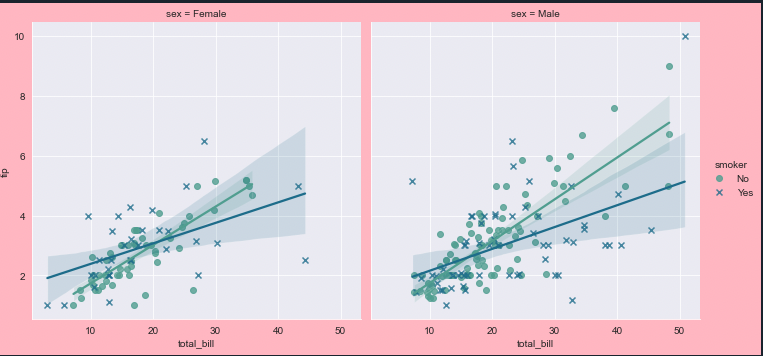 sex = Female
sex = Male
10
8
6
4
2
tip
10
20
30
40
50
total_bill
10
20
30
40
50
total_bill
smoker
No
Yes